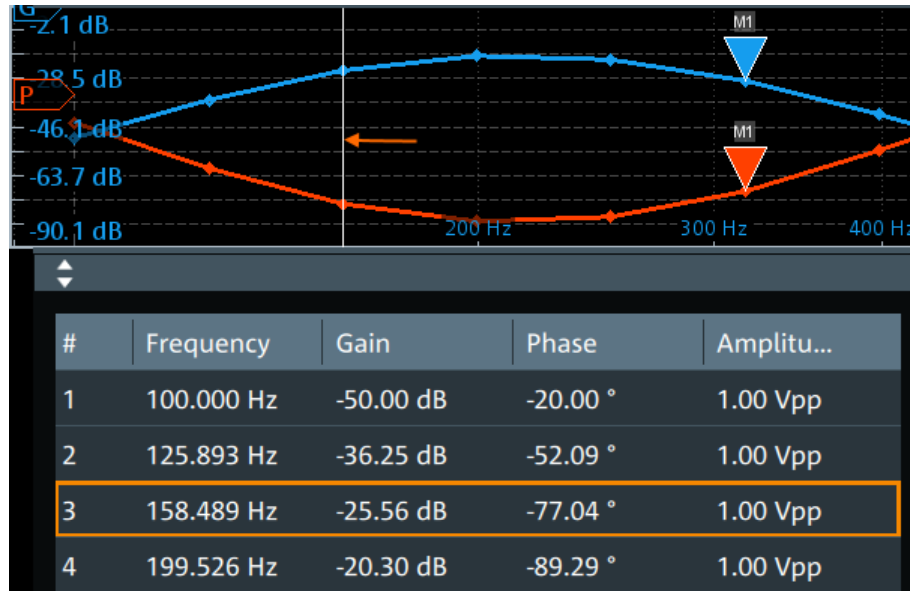 G
-2.1 dB
M1
-28.5 dB
P
-46.1 dB
M1
-63.7 dB
-90.1 dB
200 Hz
300 Hz
400 Hz
# Frequency Gain Phase Amplitu...
1 100.000 Hz -50.00 dB -20.00 ° 1.00 Vpp
2 125.893 Hz -36.25 dB -52.09 ° 1.00 Vpp
3 158.489 Hz -25.56 dB -77.04 ° 1.00 Vpp
4 199.526 Hz -20.30 dB -89.29 ° 1.00 Vpp